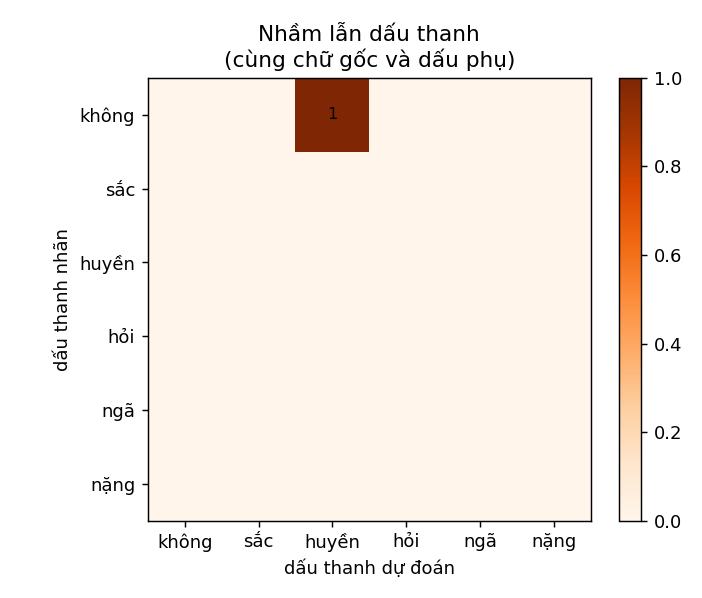 Nhầm lẫn dấu thanh
(cùng chữ gốc và dấu phụ)
dấu thanh nhãn
không
1
sắc
huyền
hỏi
ngã
nặng
không sắc huyền hỏi ngã nặng
dấu thanh dự đoán
1.0
0.8
0.6
0.4
0.2
0.0